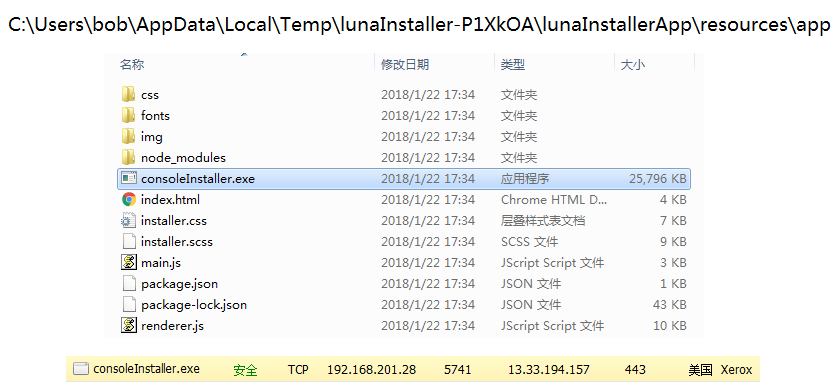 C:\Users\bob\AppData\Local\Temp\lunaInstaller-P1XkOA\lunaInstallerApp\resources\app
名称 修改日期 类型 大小
css 2018/1/22 17:34 文件夹
fonts 2018/1/22 17:34 文件夹
img 2018/1/22 17:34 文件夹
node_modules 2018/1/22 17:34 文件夹
consoleInstaller.exe 2018/1/22 17:34 应用程序 25,796 KB
index.html 2018/1/22 17:34 Chrome HTML D... 4 KB
installer.css 2018/1/22 17:34 层叠样式表文档 7 KB
installer.scss 2018/1/22 17:34 SCSS 文件 9 KB
main.js 2018/1/22 17:34 JScript Script 文件 3 KB
package.json 2018/1/22 17:34 JSON 文件 1 KB
package-lock.json 2018/1/22 17:34 JSON 文件 43 KB
renderer.js 2018/1/22 17:34 JScript Script 文件 10 KB
consoleInstaller.exe 安全 TCP 192.168.201.28 5741 13.33.194.157 443 美国 Xerox